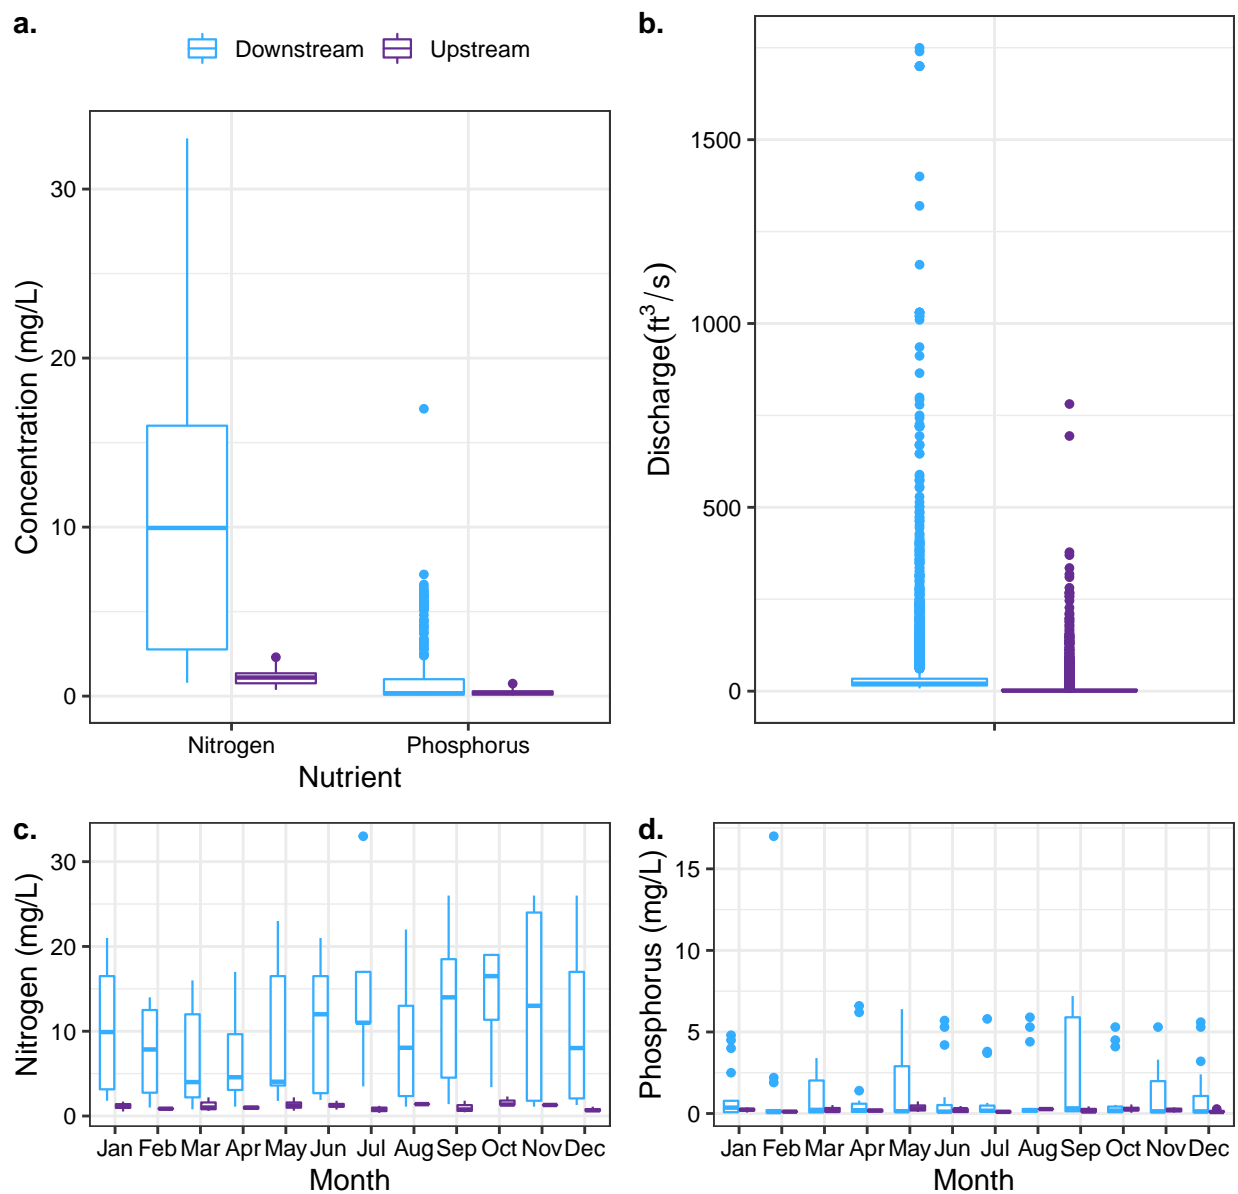 a.
Downstream Upstream
Concentration (mg/L)
30
20
10
0
Nitrogen Phosphorus
Nutrient
b.
Discharge(ft³/s)
1500
1000
500
0
c.
Nitrogen (mg/L)
30
20
10
0
Jan Feb Mar Apr May Jun Jul Aug Sep Oct Nov Dec
Month
d.
Phosphorus (mg/L)
15
10
5
0
Jan Feb Mar Apr May Jun Jul Aug Sep Oct Nov Dec
Month